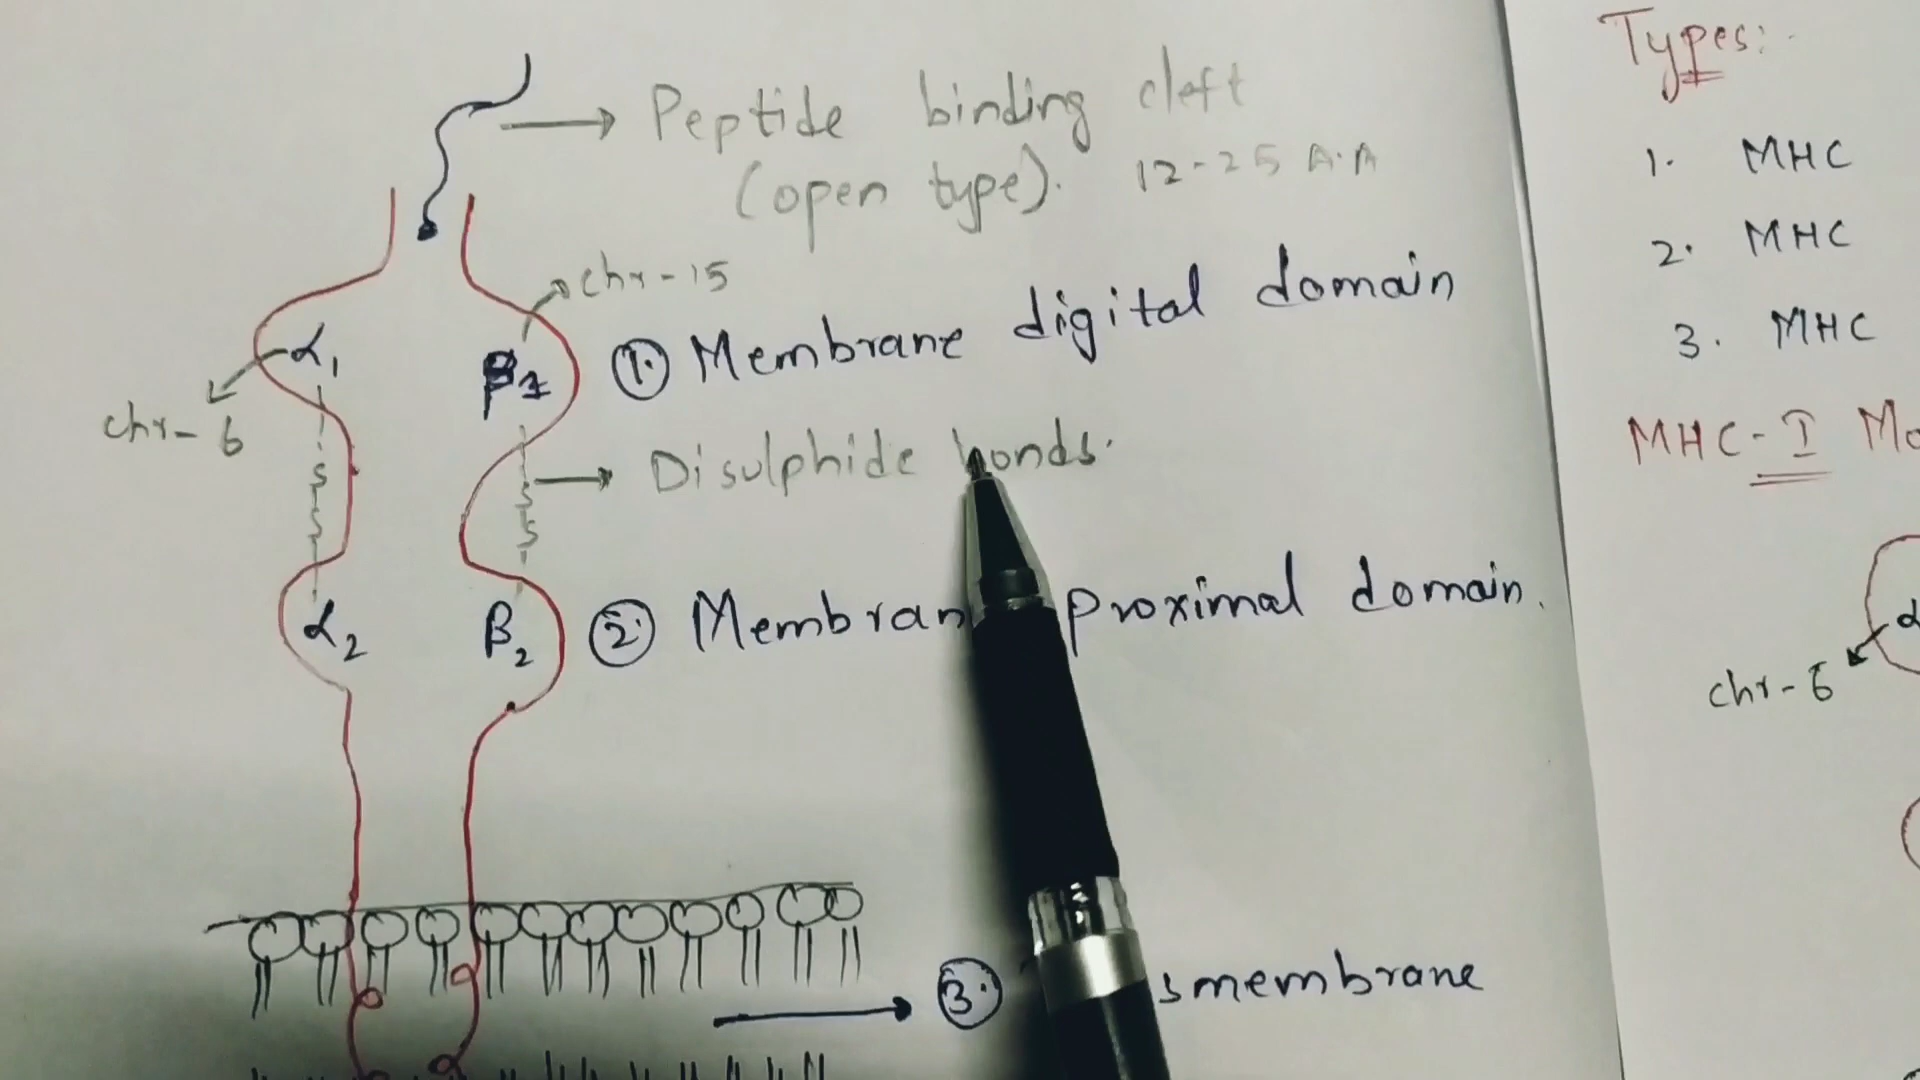 Peptide binding cleft
(open type). 12-25 A.A
chr-15
α1
β1
① Membrane digital domain
chr-6
S
S
S
S
Disulphide bonds.
α2
β2
② Membran proximal domain.
③ smembrane
Types:-
1. MHC
2. MHC
3. MHC
MHC-I Mo
α
chr-6